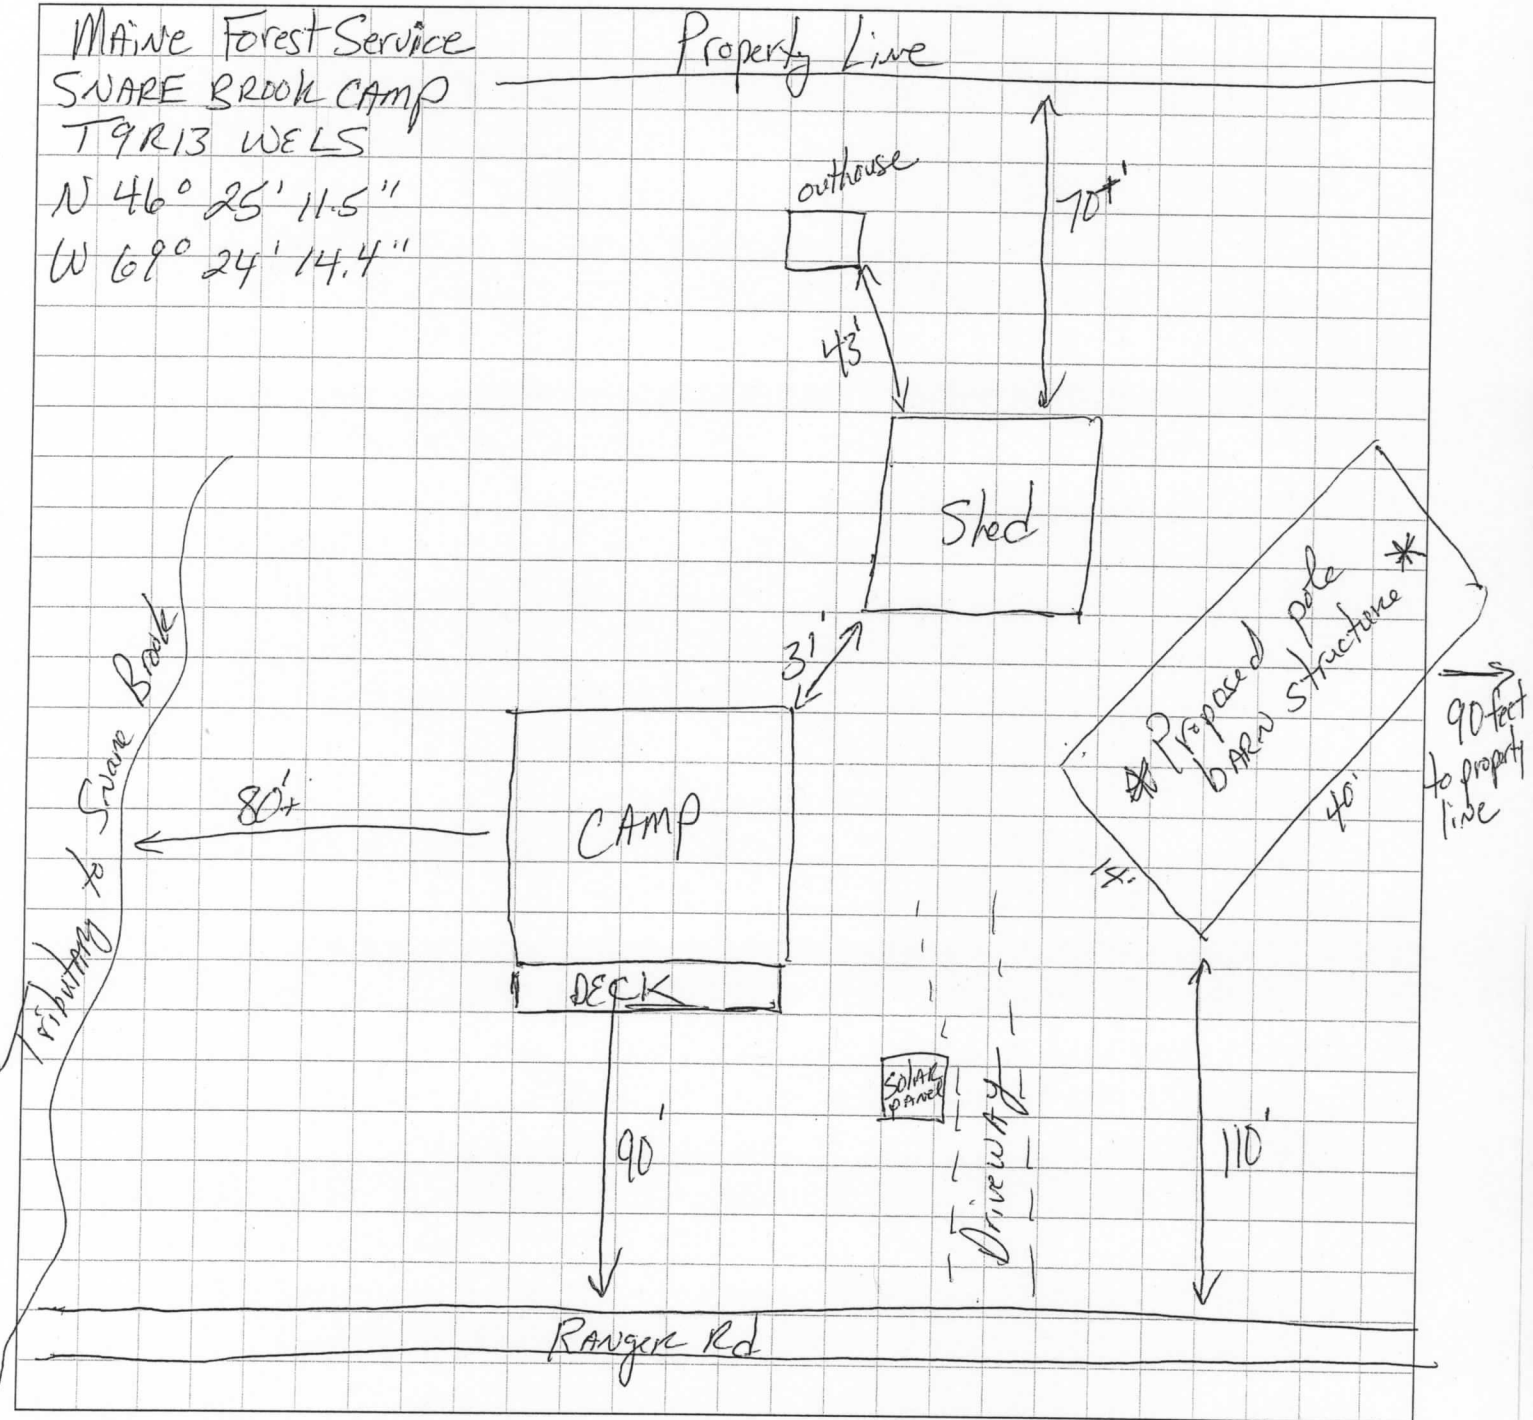 MAiNe Forest Service
SNARE BROOK CAMP
T9R13 WELS
N 46° 25' 11.5"
W 69° 24' 14.4"
Property Line
outhouse
70+'
43'
Shed
31'
* Proposed pole
bARN structure *
90 feet
to property
line
40'
14'
CAMP
80'+
Tributary to Snare Brook
DECK
SOlAR
PANEl
Driveway
90'
110'
RANger Rd